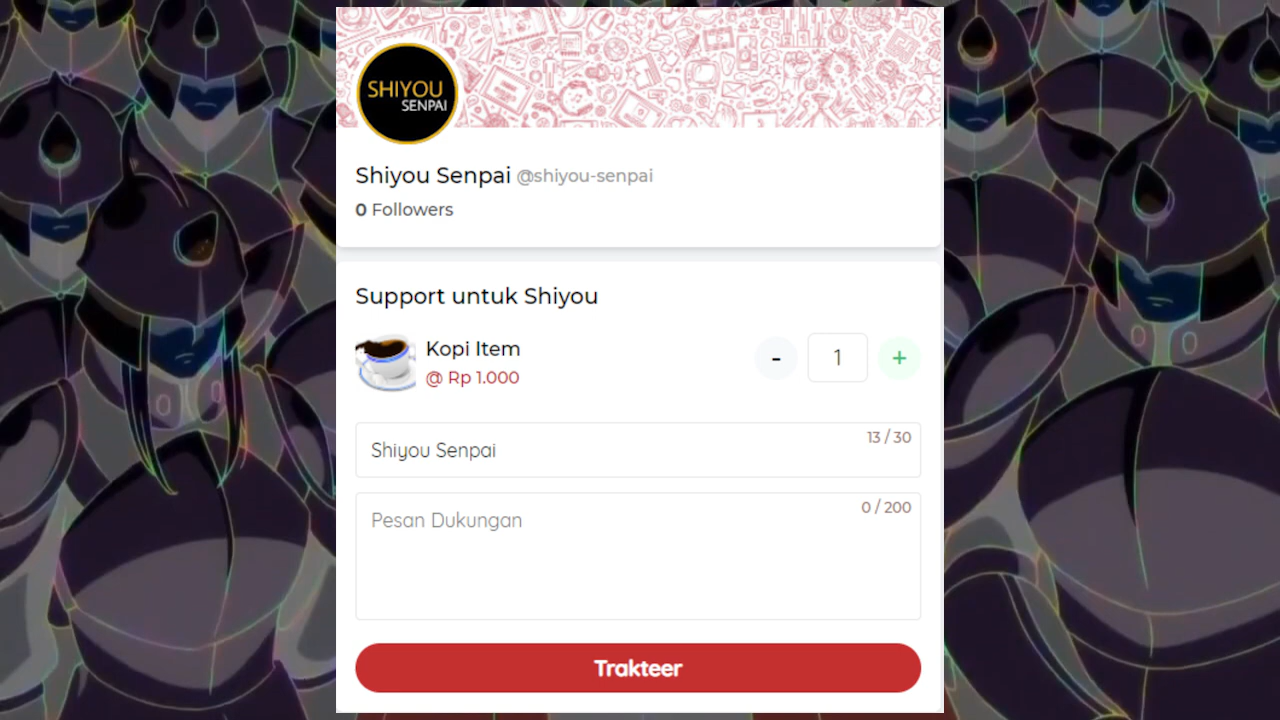 SHIYOU
SENPAI
Shiyou Senpai @shiyou-senpai
0 Followers
Support untuk Shiyou
Kopi Item
@ Rp 1.000
- 1 +
13 / 30
Shiyou Senpai
0 / 200
Pesan Dukungan
Trakteer